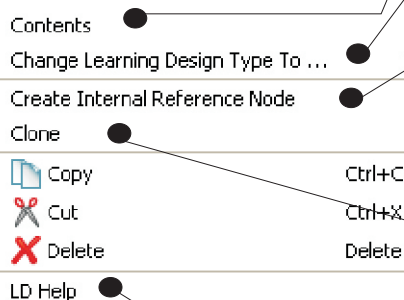 Contents
Change Learning Design Type To ...
Create Internal Reference Node
Clone
Copy Ctrl+C
Cut Ctrl+X
Delete Delete
LD Help